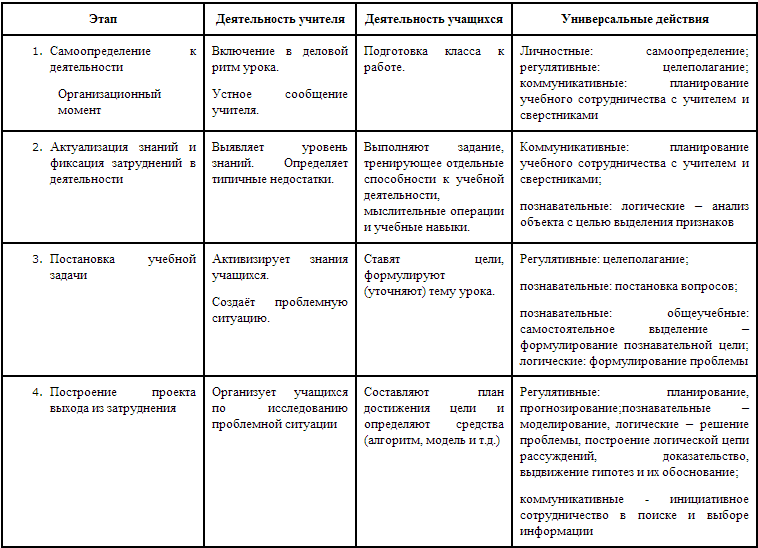 Этап
Деятельность учителя
Деятельность учащихся
Универсальные действия
1. Самоопределение к
деятельности
Организационный
момент
Включение в деловой
ритм урока.
Устное сообщение
учителя.
Подготовка класса к
работе.
Личностные: самоопределение;
регулятивные: целеполагание;
коммуникативные: планирование
учебного сотрудничества с учителем и
сверстниками
2. Актуализация знаний и
фиксация затруднений в
деятельности
Выявляет уровень
знаний. Определяет
типичные недостатки.
Выполняют задание,
тренирующее отдельные
способности к учебной
деятельности,
мыслительные операции
и учебные навыки.
Коммуникативные: планирование
учебного сотрудничества с учителем и
сверстниками;
познавательные: логические – анализ
объекта с целью выделения признаков
3. Постановка учебной
задачи
Активизирует знания
учащихся.
Создаёт проблемную
ситуацию.
Ставят цели,
формулируют
(уточняют) тему урока.
Регулятивные: целеполагание;
познавательные: постановка вопросов;
познавательные: общеучебные:
самостоятельное выделение –
формулирование познавательной цели;
логические: формулирование проблемы
4. Построение проекта
выхода из затруднения
Организует учащихся
по исследованию
проблемной ситуации
Составляют план
достижения цели и
определяют средства
(алгоритм, модель и т.д.)
Регулятивные: планирование,
прогнозирование;познавательные –
моделирование, логические – решение
проблемы, построение логической цепи
рассуждений, доказательство,
выдвижение гипотез и их обоснование;
коммуникативные - инициативное
сотрудничество в поиске и выборе
информации